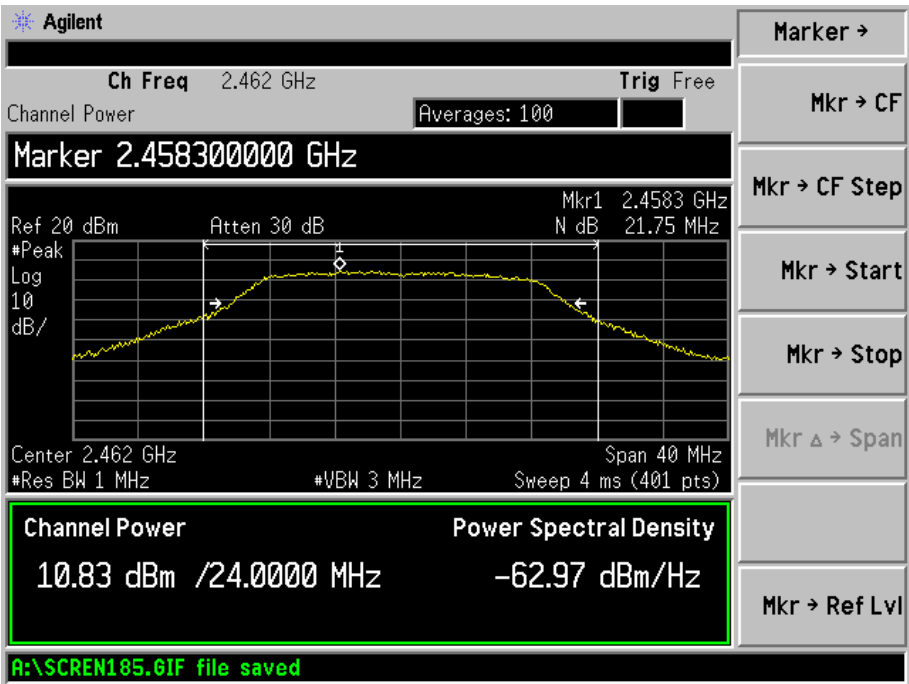 Agilent
Ch Freq 2.462 GHz Trig Free
Channel Power Averages: 100
Marker 2.458300000 GHz
Mkr1 2.4583 GHz
Ref 20 dBm Atten 30 dB N dB 21.75 MHz
#Peak
Log
10
dB/
1
Center 2.462 GHz Span 40 MHz
#Res BW 1 MHz #VBW 3 MHz Sweep 4 ms (401 pts)
Channel Power Power Spectral Density
10.83 dBm /24.0000 MHz -62.97 dBm/Hz
A:\SCREN185.GIF file saved
Marker →
Mkr → CF
Mkr → CF Step
Mkr → Start
Mkr → Stop
Mkr Δ → Span
Mkr → Ref Lvl